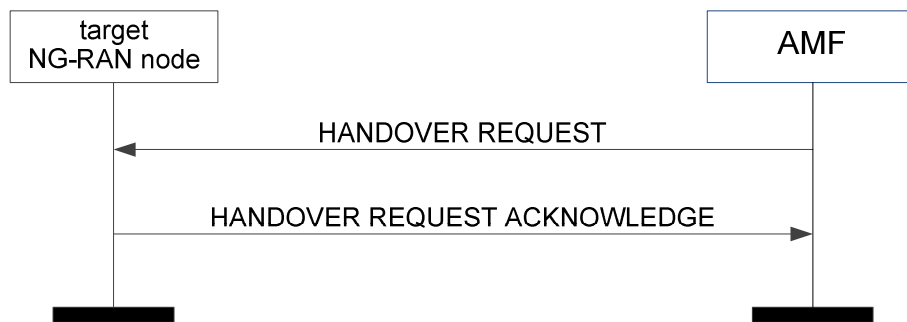 target
NG-RAN node
AMF
HANDOVER REQUEST
HANDOVER REQUEST ACKNOWLEDGE